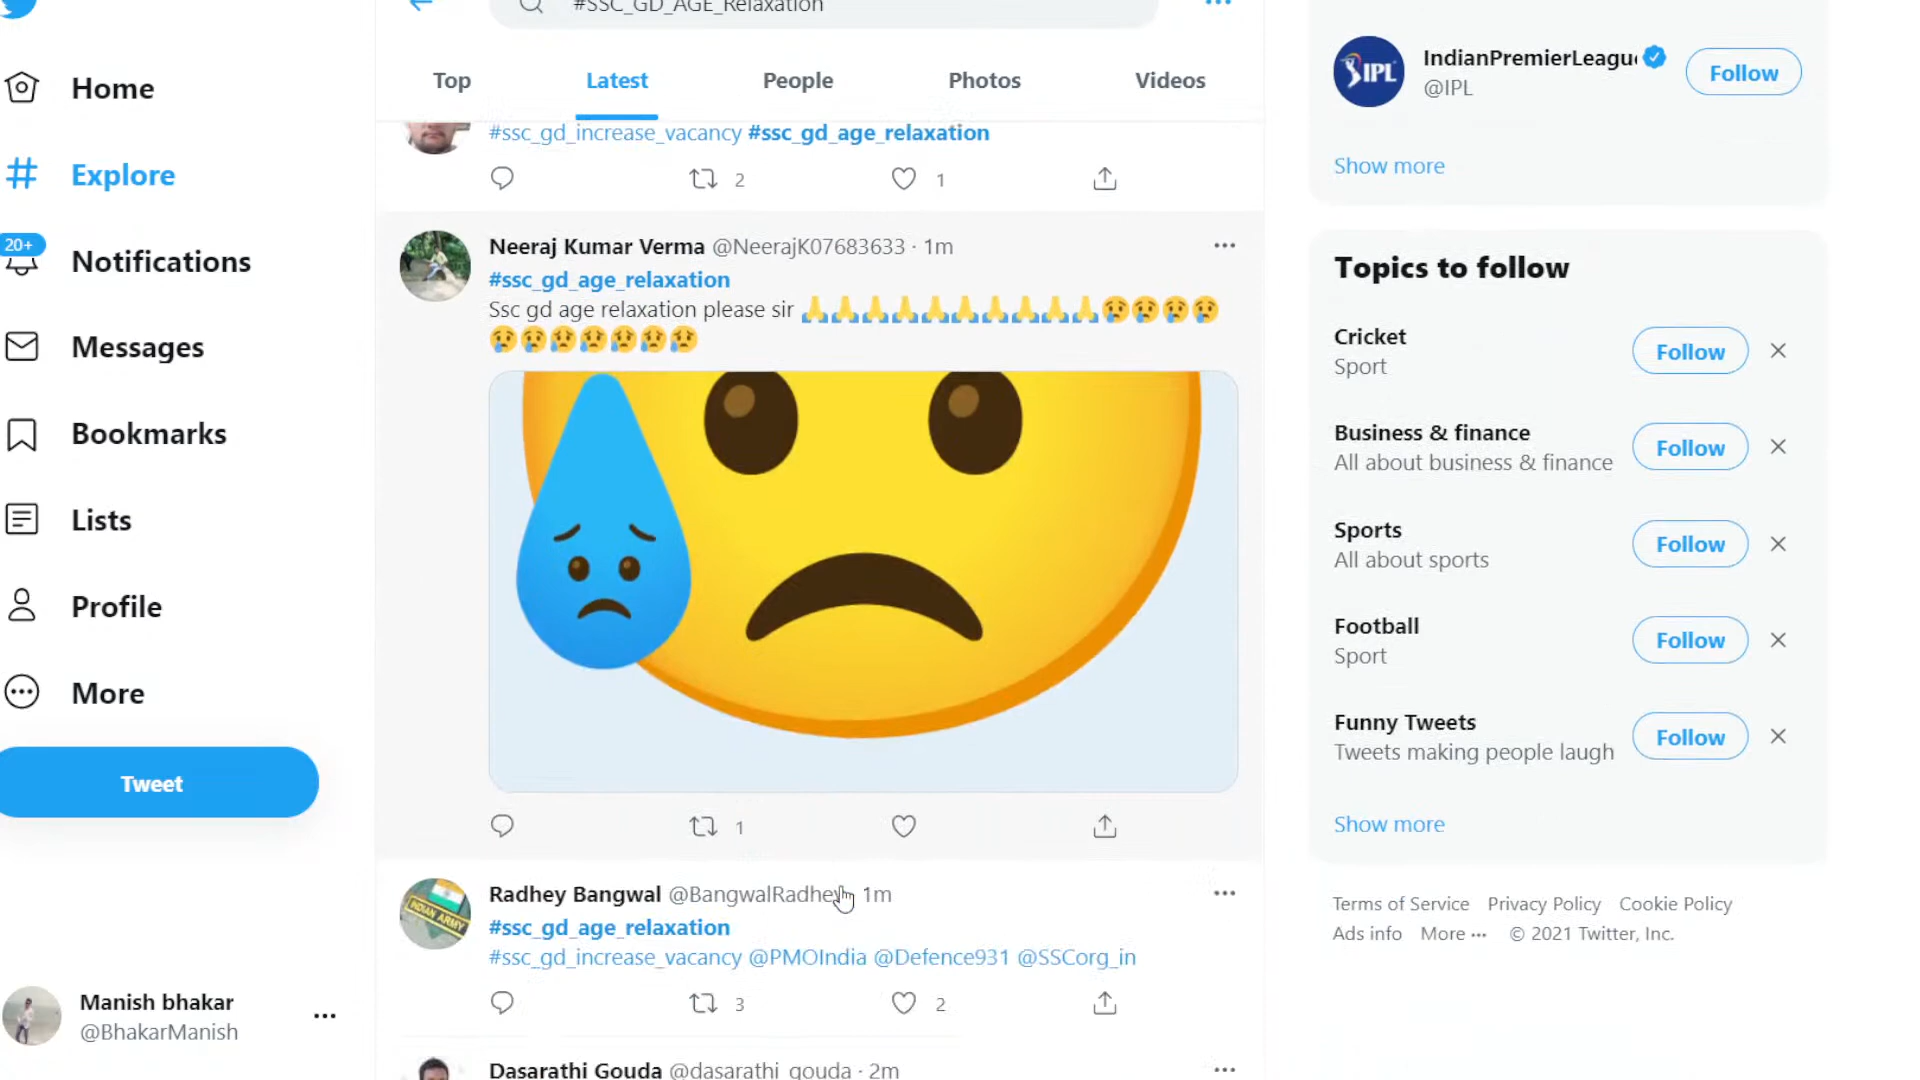 #SSC_GD_AGE_Relaxation
Top
Latest
People
Photos
Videos
Home
Explore
20+
Notifications
Messages
Bookmarks
Lists
Profile
More
Tweet
Manish bhakar
@BhakarManish
#ssc_gd_increase_vacancy #ssc_gd_age_relaxation
2
1
Neeraj Kumar Verma @NeerajK07683633 · 1m
#ssc_gd_age_relaxation
Ssc gd age relaxation please sir 🙏🙏🙏🙏🙏🙏🙏🙏🙏🙏😢😢😢😢
😢😢😥😥😥😥😥
1
Radhey Bangwal @BangwalRadhey · 1m
#ssc_gd_age_relaxation
#ssc_gd_increase_vacancy @PMOIndia @Defence931 @SSCorg_in
3
2
INDIAN ARMY
Dasarathi Gouda @dasarathi_gouda · 2m
IPL
IndianPremierLeagu
@IPL
Follow
Show more
Topics to follow
Cricket
Sport
Follow
Business & finance
All about business & finance
Follow
Sports
All about sports
Follow
Football
Sport
Follow
Funny Tweets
Tweets making people laugh
Follow
Show more
Terms of Service Privacy Policy Cookie Policy
Ads info More ··· © 2021 Twitter, Inc.